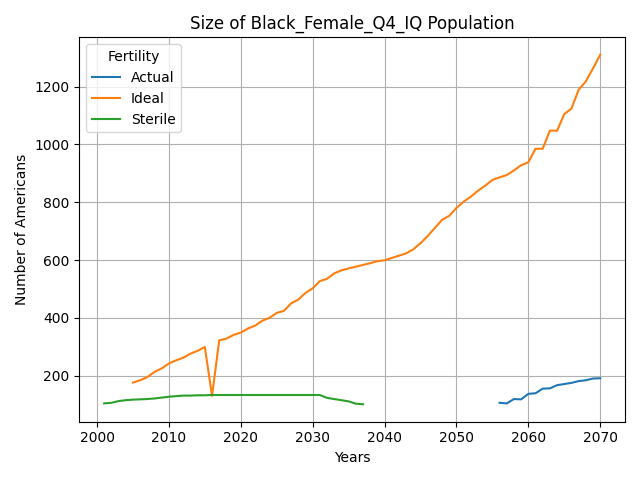 Size of Black_Female_Q4_IQ Population
Fertility
Actual
Ideal
Sterile
Number of Americans
1200
1000
800
600
400
200
2000 2010 2020 2030 2040 2050 2060 2070
Years